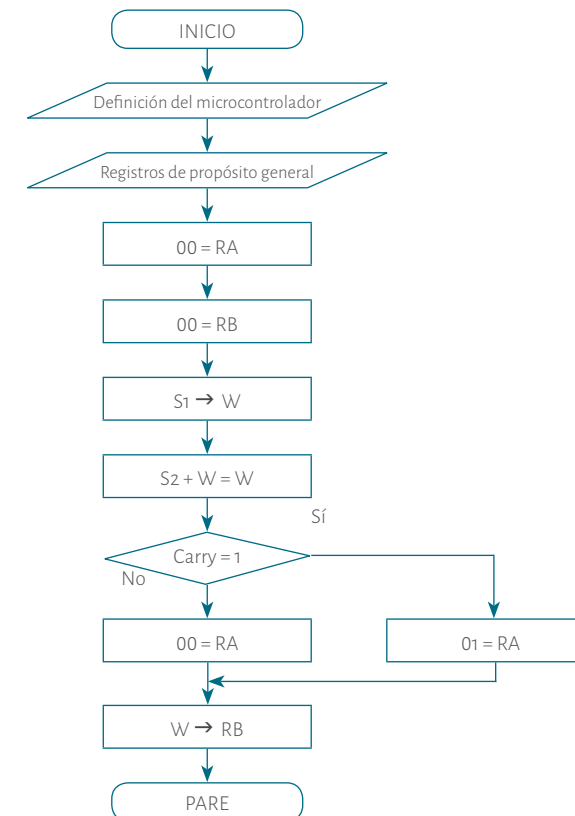 INICIO
Definición del microcontrolador
Registros de propósito general
00 = RA
00 = RB
S1 → W
S2 + W = W
Sí
Carry = 1
No
00 = RA
01 = RA
W → RB
PARE